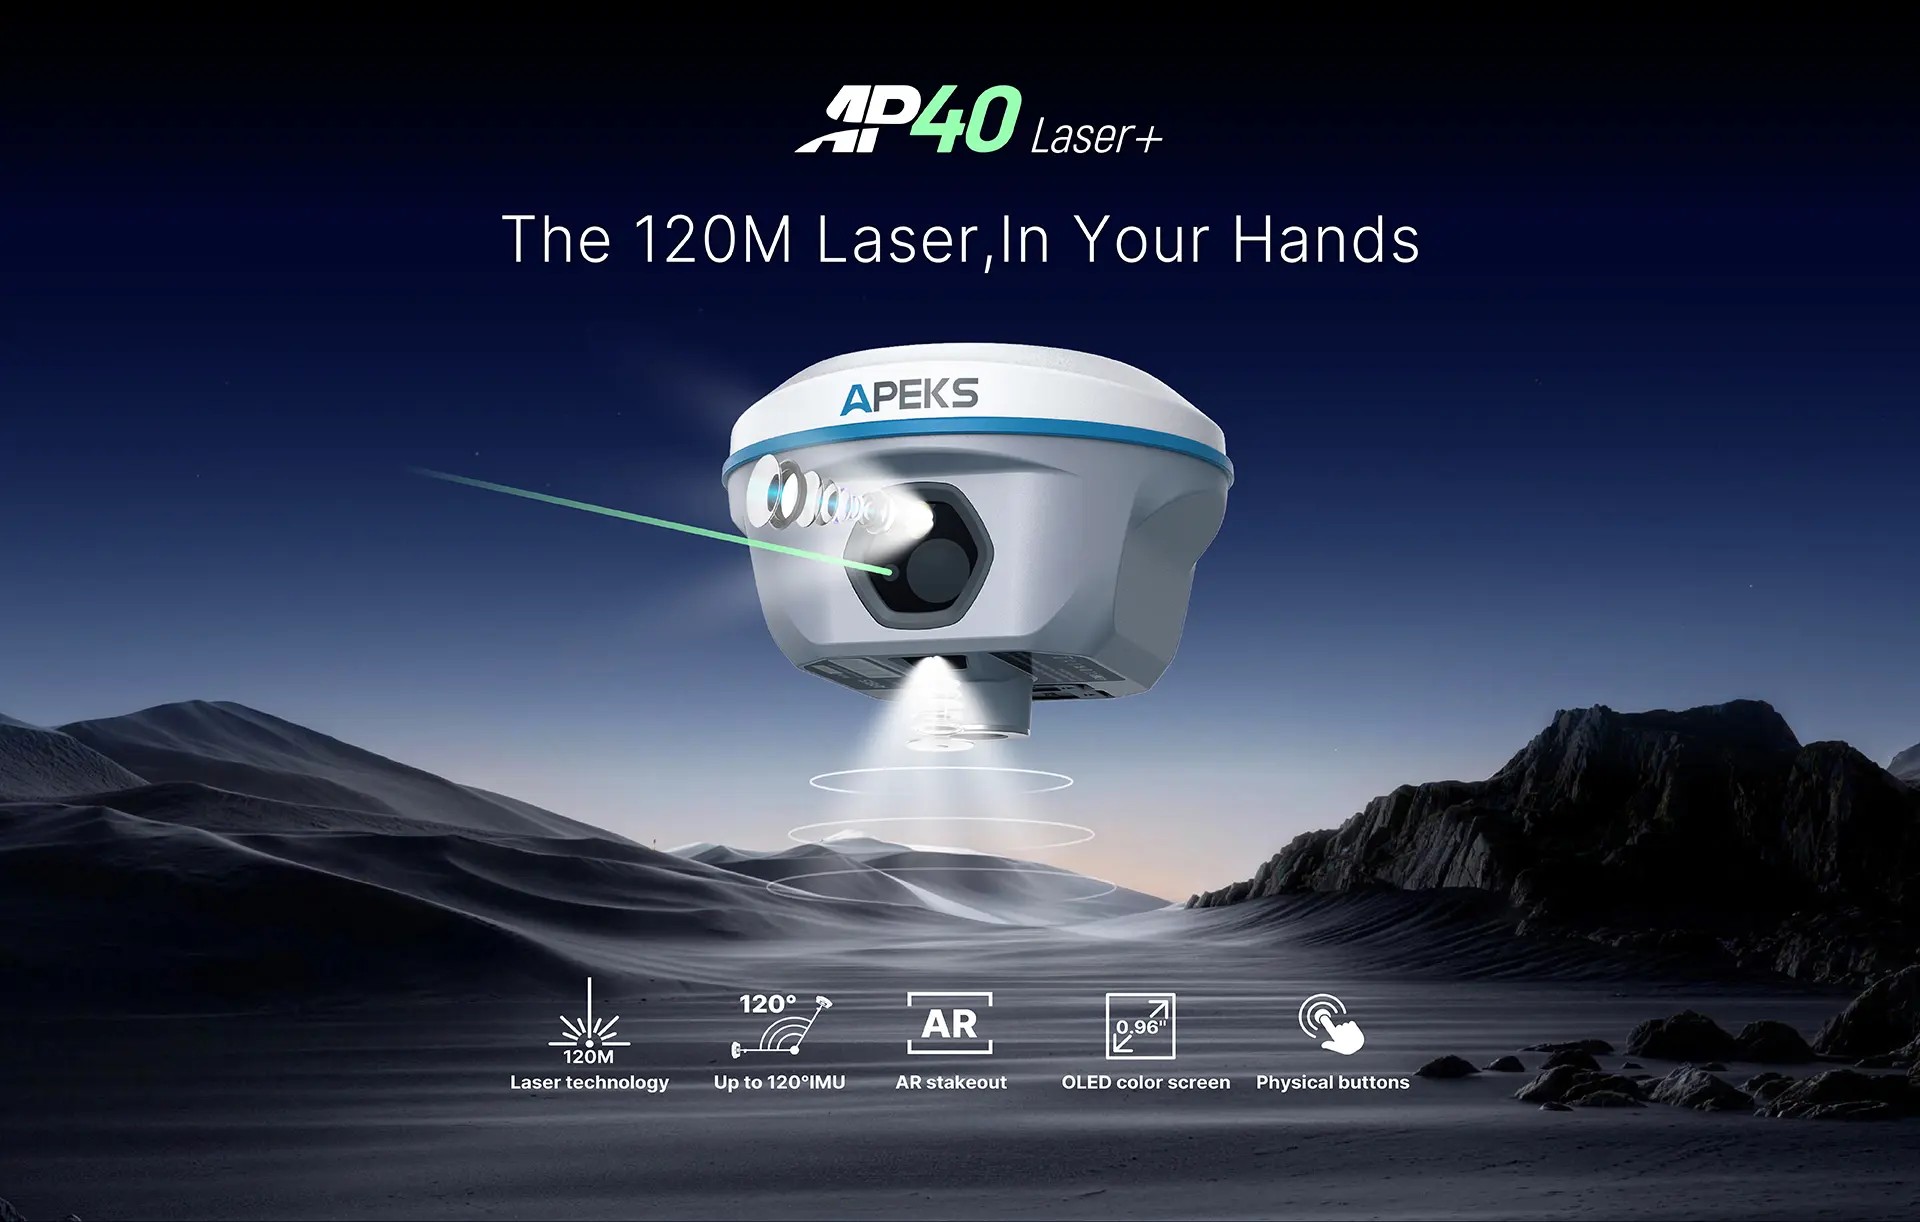 AP40 Laser+
The 120M Laser,In Your Hands
APEKS
120M
Laser technology
120°
Up to 120°IMU
AR
AR stakeout
0.96"
OLED color screen
Physical buttons